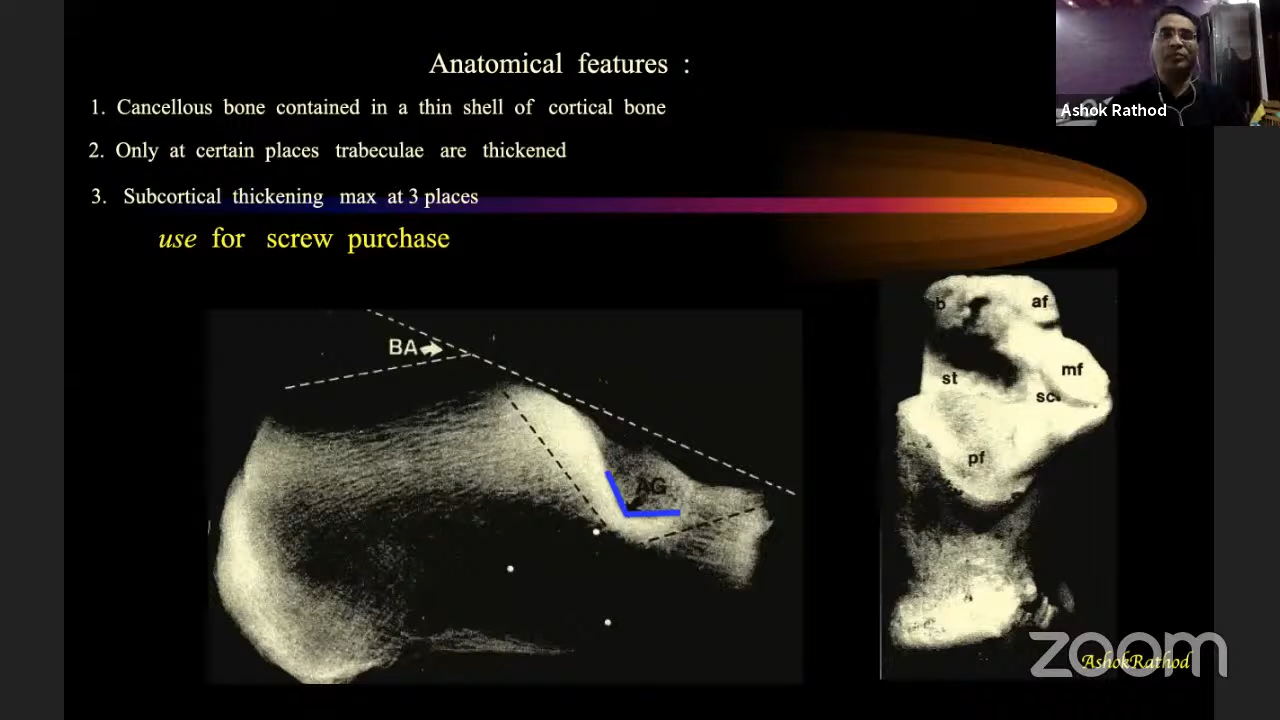 Anatomical features :
Ashok Rathod
1. Cancellous bone contained in a thin shell of cortical bone
2. Only at certain places trabeculae are thickened
3. Subcortical thickening max at 3 places
use for screw purchase
b af
BA
mf
st
sc
pf
AG
zoom
AshokRathod